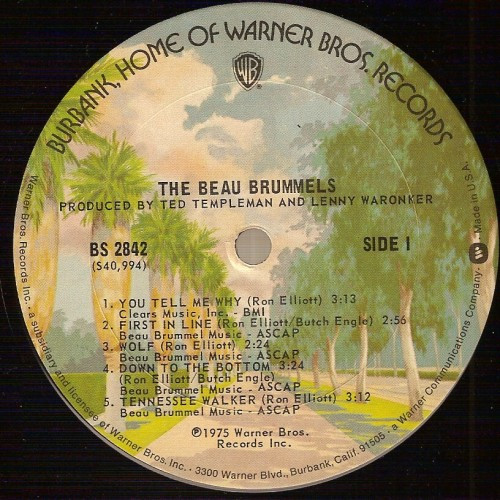 BURBANK, HOME OF WARNER BROS. RECORDS
WB
®
THE BEAU BRUMMELS
PRODUCED BY TED TEMPLEMAN AND LENNY WARONKER
BS 2842
(S40,994)
SIDE 1
1. YOU TELL ME WHY (Ron Elliott) 3:13
Clears Music, Inc. - BMI
2. FIRST IN LINE (Ron Elliott/Butch Engle) 2:56
Beau Brummel Music - ASCAP
3. WOLF (Ron Elliott) 2:24
Beau Brummel Music - ASCAP
4. DOWN TO THE BOTTOM 3:24
(Ron Elliott/Butch Engle)
Beau Brummel Music - ASCAP
5. TENNESSEE WALKER (Ron Elliott) 3:12
Beau Brummel Music - ASCAP
℗1975 Warner Bros.
Records Inc.
Warner Bros. Records Inc. - a subsidiary and licensee of Warner Bros. Inc. - 3300 Warner Blvd., Burbank, Calif. 91505 - a Warner Communications Company - Made in U.S.A.